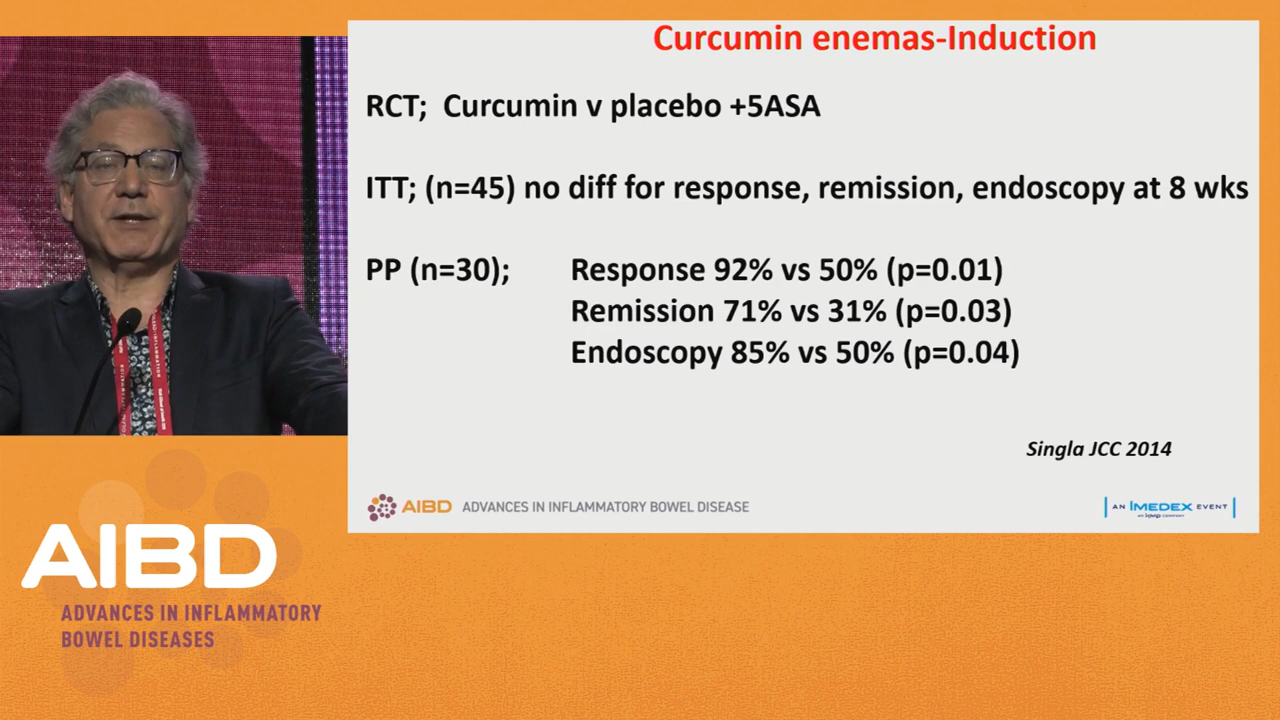 Curcumin enemas-Induction
RCT; Curcumin v placebo +5ASA
ITT; (n=45) no diff for response, remission, endoscopy at 8 wks
PP (n=30); Response 92% vs 50% (p=0.01)
Remission 71% vs 31% (p=0.03)
Endoscopy 85% vs 50% (p=0.04)
Singla JCC 2014
AIBD ADVANCES IN INFLAMMATORY BOWEL DISEASE
AN IMEDEX EVENT
AIBD
ADVANCES IN INFLAMMATORY
BOWEL DISEASES